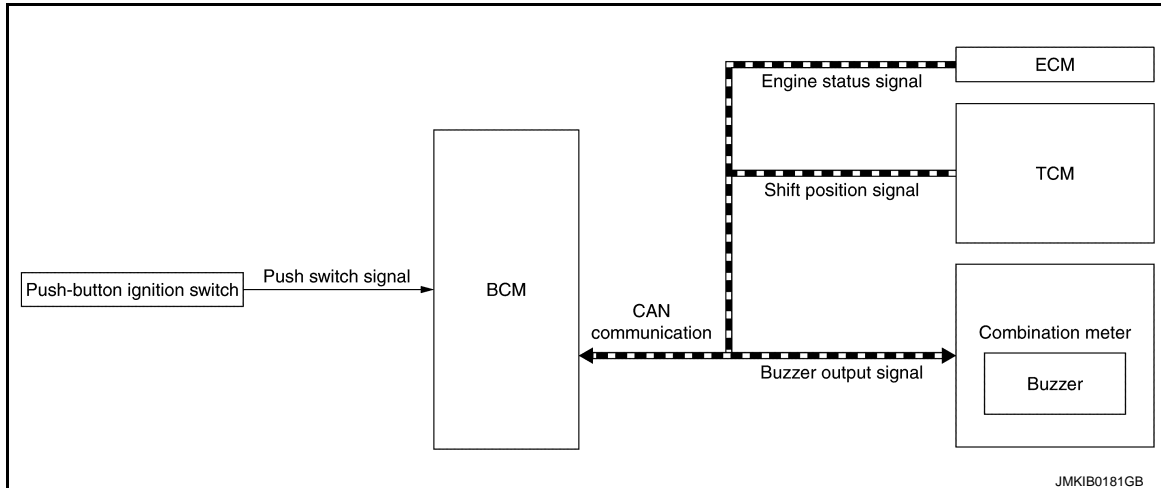 ECM
Engine status signal
TCM
Shift position signal
Push-button ignition switch
Push switch signal
BCM
CAN
communication
Combination meter
Buzzer output signal
Buzzer
JMKIB0181GB